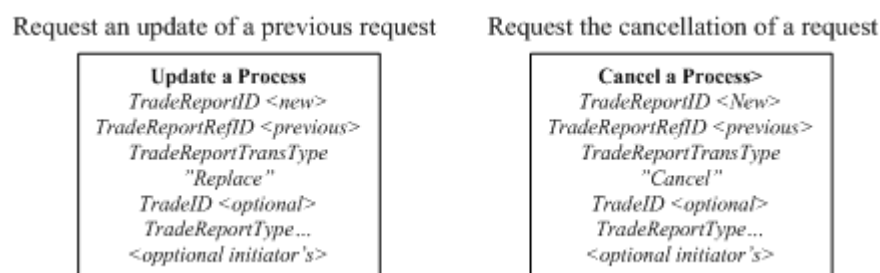 Request an update of a previous request
Request the cancellation of a request
Update a Process
TradeReportID <new>
TradeReportRefID <previous>
TradeReportTransType
"Replace"
TradeID <optional>
TradeReportType...
<opptional initiator's>
Cancel a Process>
TradeReportID <New>
TradeReportRefID <previous>
TradeReportTransType
"Cancel"
TradeID <optional>
TradeReportType...
<optional initiator's>